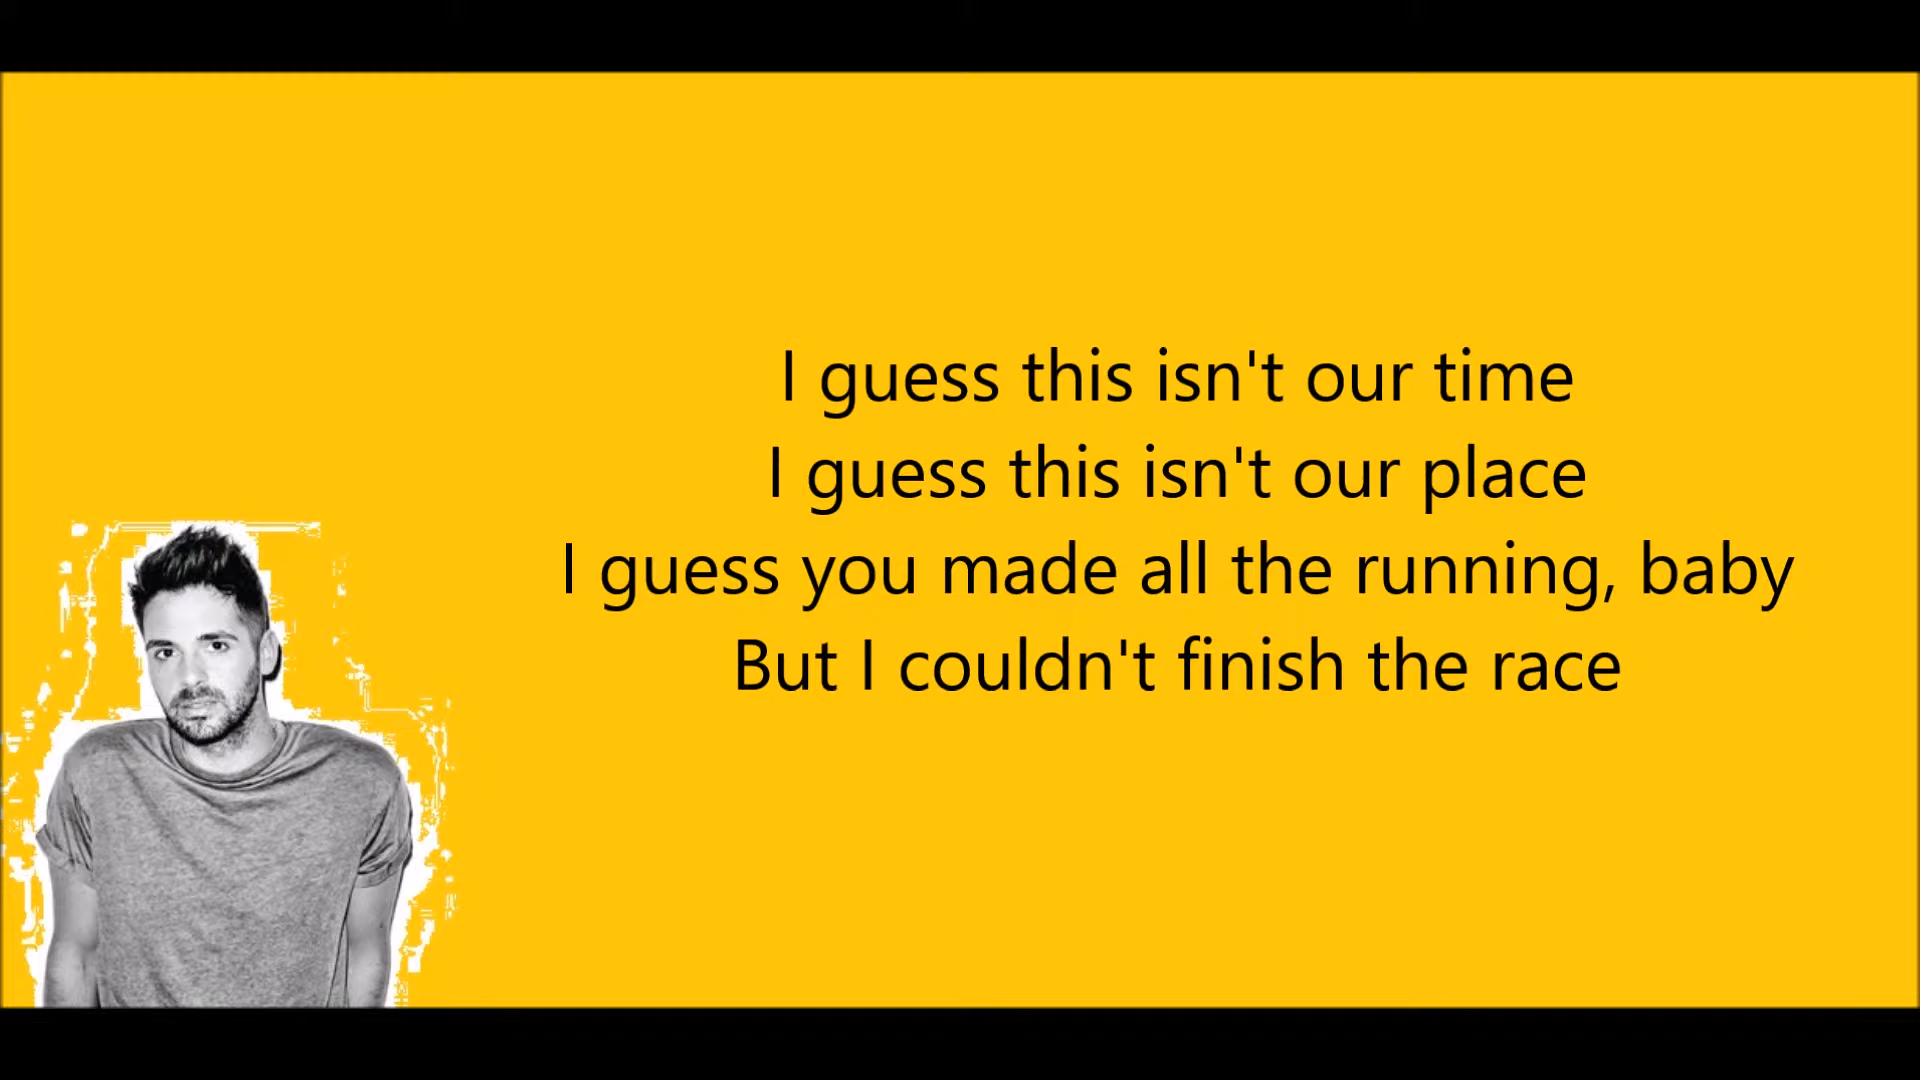 I guess this isn't our time
I guess this isn't our place
I guess you made all the running, baby
But I couldn't finish the race